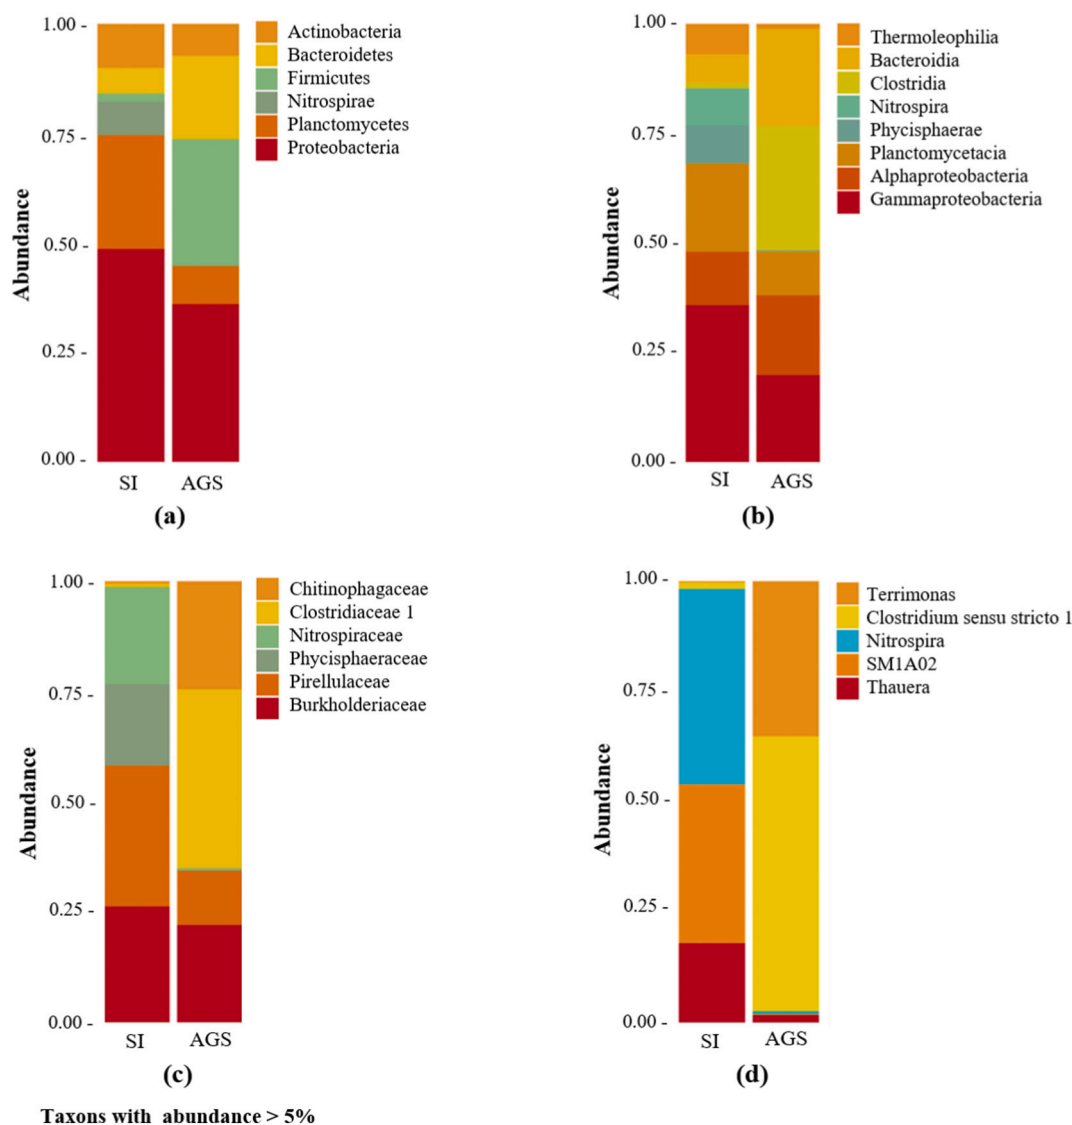 1.00
0.75 -
0.50 -
0.25 -
0.00 -
Abundance
SI
AGS
Actinobacteria
Bacteroidetes
Firmicutes
Nitrospirae
Planctomycetes
Proteobacteria
(a)
1.00 -
0.75 -
0.50 -
0.25 -
0.00 -
Abundance
SI
AGS
Thermoleophilia
Bacteroidia
Clostridia
Nitrospira
Phycisphaerae
Planctomycetacia
Alphaproteobacteria
Gammaproteobacteria
(b)
1.00 -
0.75 -
0.50 -
0.25 -
0.00 -
Abundance
SI
AGS
Chitinophagaceae
Clostridiaceae 1
Nitrospiraceae
Phycisphaeraceae
Pirellulaceae
Burkholderiaceae
(c)
1.00 -
0.75 -
0.50 -
0.25 -
0.00 -
Abundance
SI
AGS
Terrimonas
Clostridium sensu stricto 1
Nitrospira
SM1A02
Thauera
(d)
Taxons with abundance > 5%